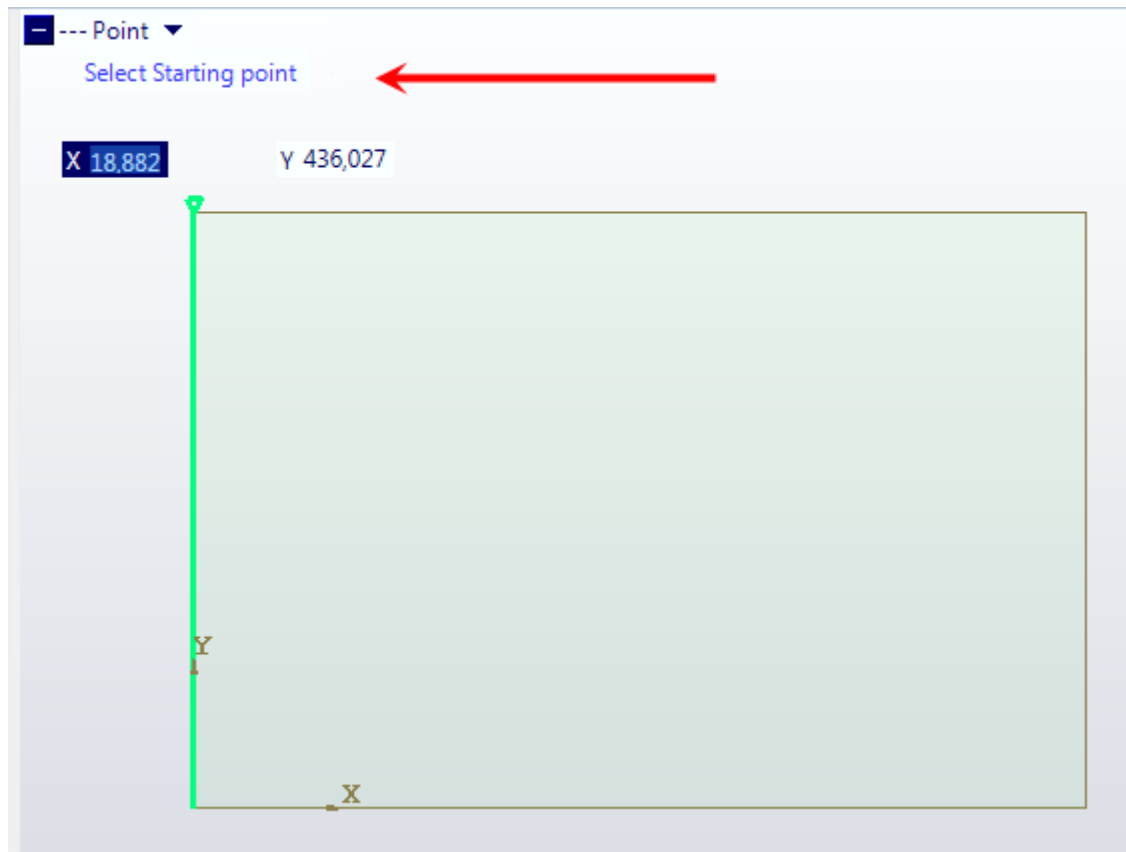 --- Point
Select Starting point
X 18,882 Y 436,027
Y
X